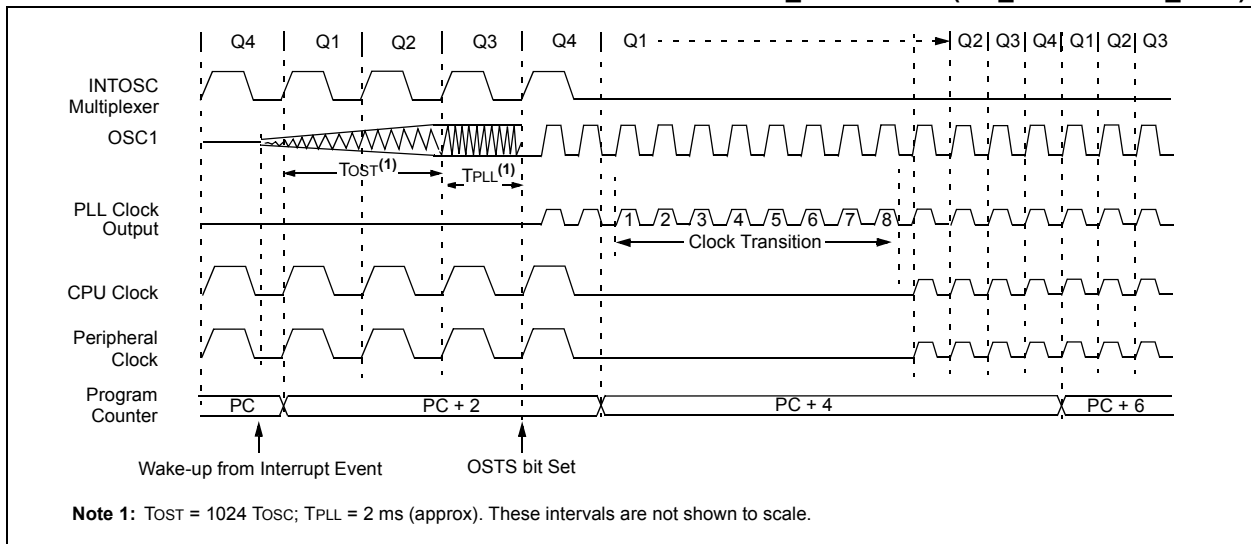 Q4 Q1 Q2 Q3 Q4 Q1 Q2 Q3 Q4 Q1 Q2 Q3
INTOSC
Multiplexer
OSC1
TOST(1)
TPLL(1)
PLL Clock
Output
1 2 3 4 5 6 7 8
Clock Transition
CPU Clock
Peripheral
Clock
Program
Counter
PC PC + 2 PC + 4 PC + 6
Wake-up from Interrupt Event
OSTS bit Set
Note 1: TOST = 1024 TOSC; TPLL = 2 ms (approx). These intervals are not shown to scale.